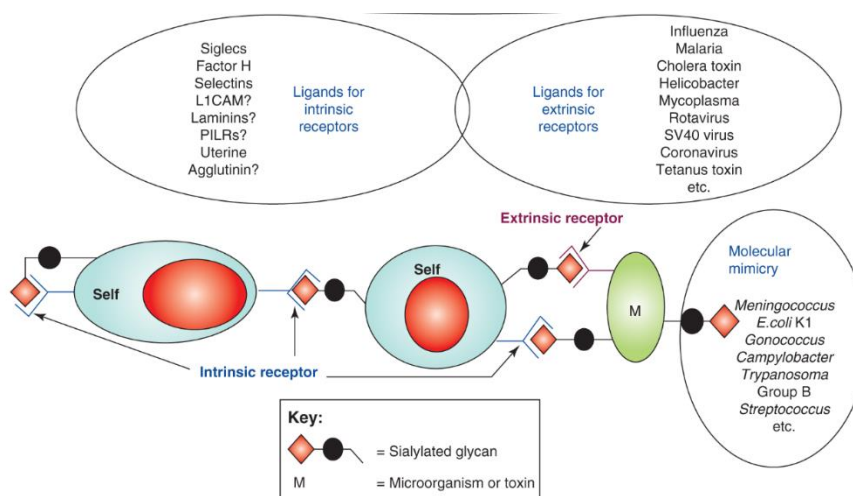 Siglecs
Factor H
Selectins
L1CAM?
Laminins?
PILRs?
Uterine
Agglutinin?
Ligands for
intrinsic
receptors
Ligands for
extrinsic
receptors
Influenza
Malaria
Cholera toxin
Helicobacter
Mycoplasma
Rotavirus
SV40 virus
Coronavirus
Tetanus toxin
etc.
Extrinsic receptor
Self
Self
M
Intrinsic receptor
Molecular
mimicry
Meningococcus
E.coli K1
Gonococcus
Campylobacter
Trypanosoma
Group B
Streptococcus
etc.
Key:
= Sialylated glycan
M = Microorganism or toxin